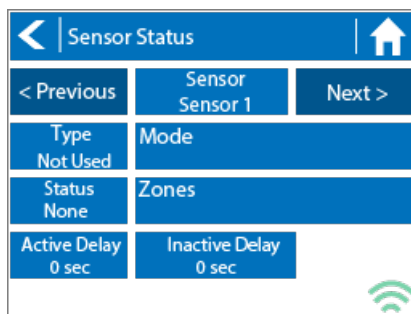 Sensor Status
< Previous
Sensor
Sensor 1
Next >
Type
Not Used
Mode
Status
None
Zones
Active Delay
0 sec
Inactive Delay
0 sec